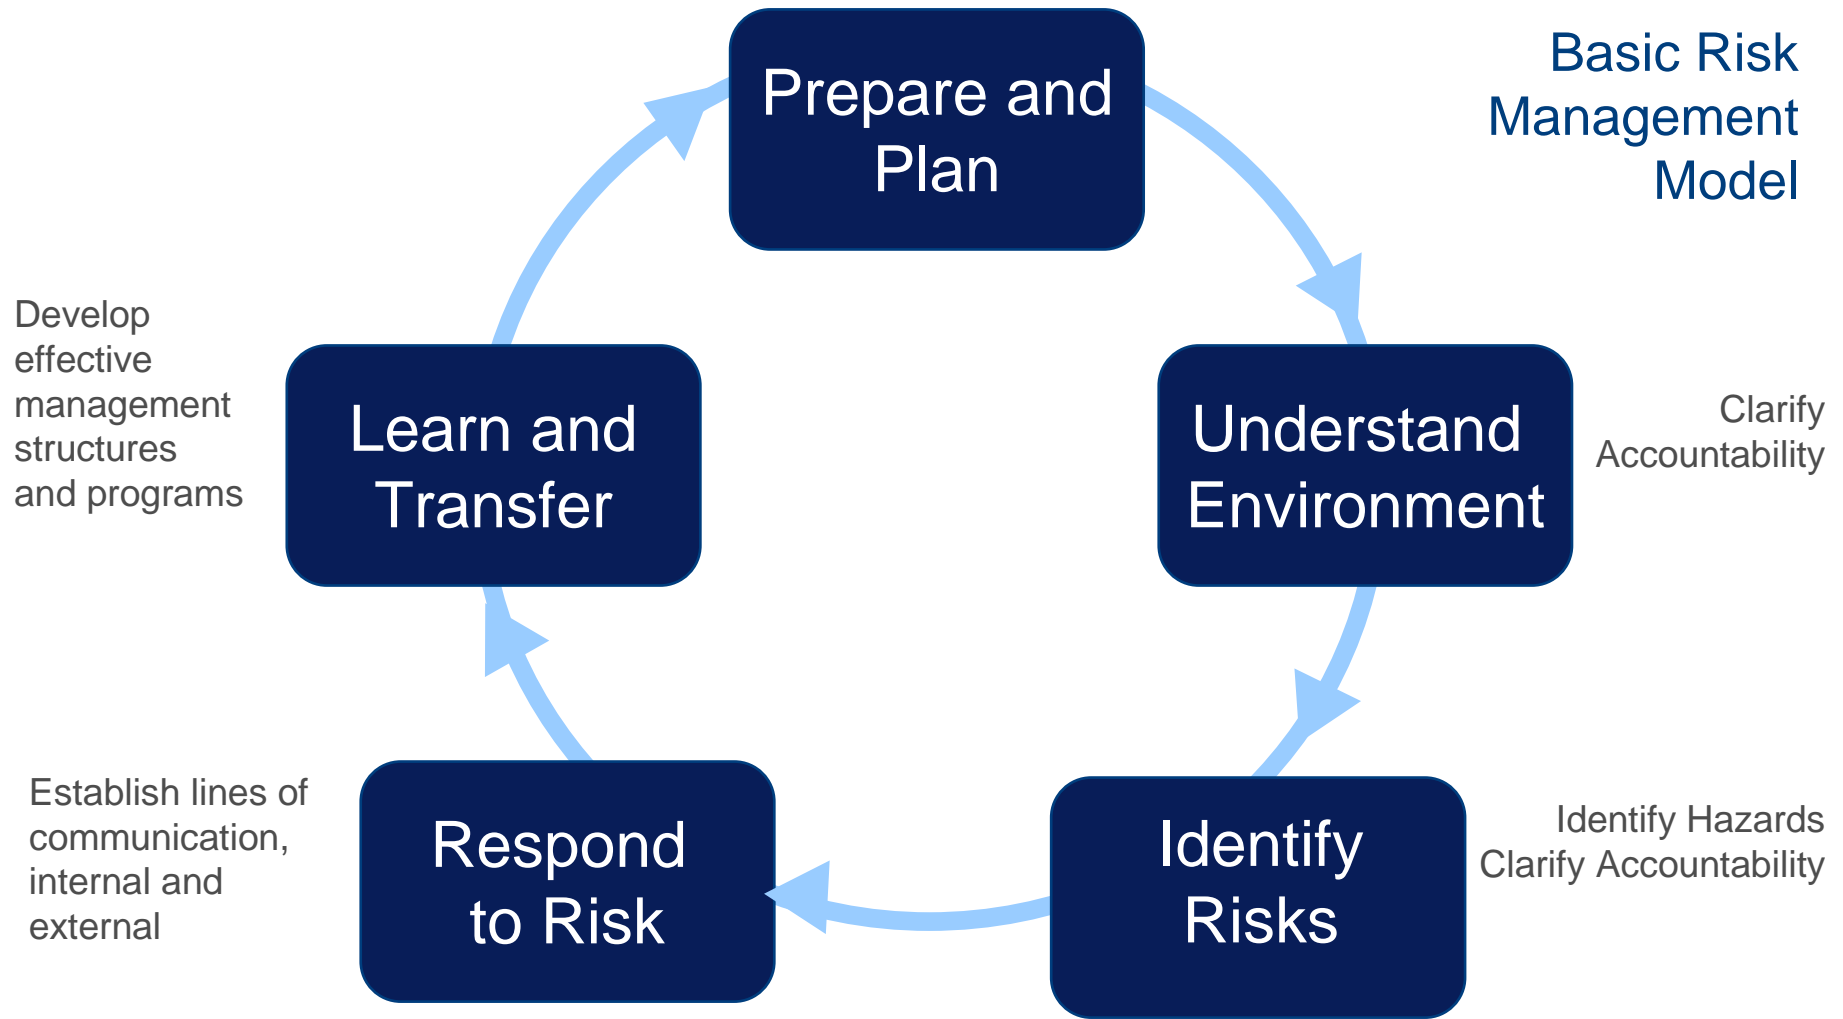 Prepare and
Plan
Basic Risk
Management
Model
Develop
effective
management
structures
and programs
Learn and
Transfer
Understand
Environment
Clarify
Accountability
Establish lines of
communication,
internal and
external
Respond
to Risk
Identify
Risks
Identify Hazards
Clarify Accountability